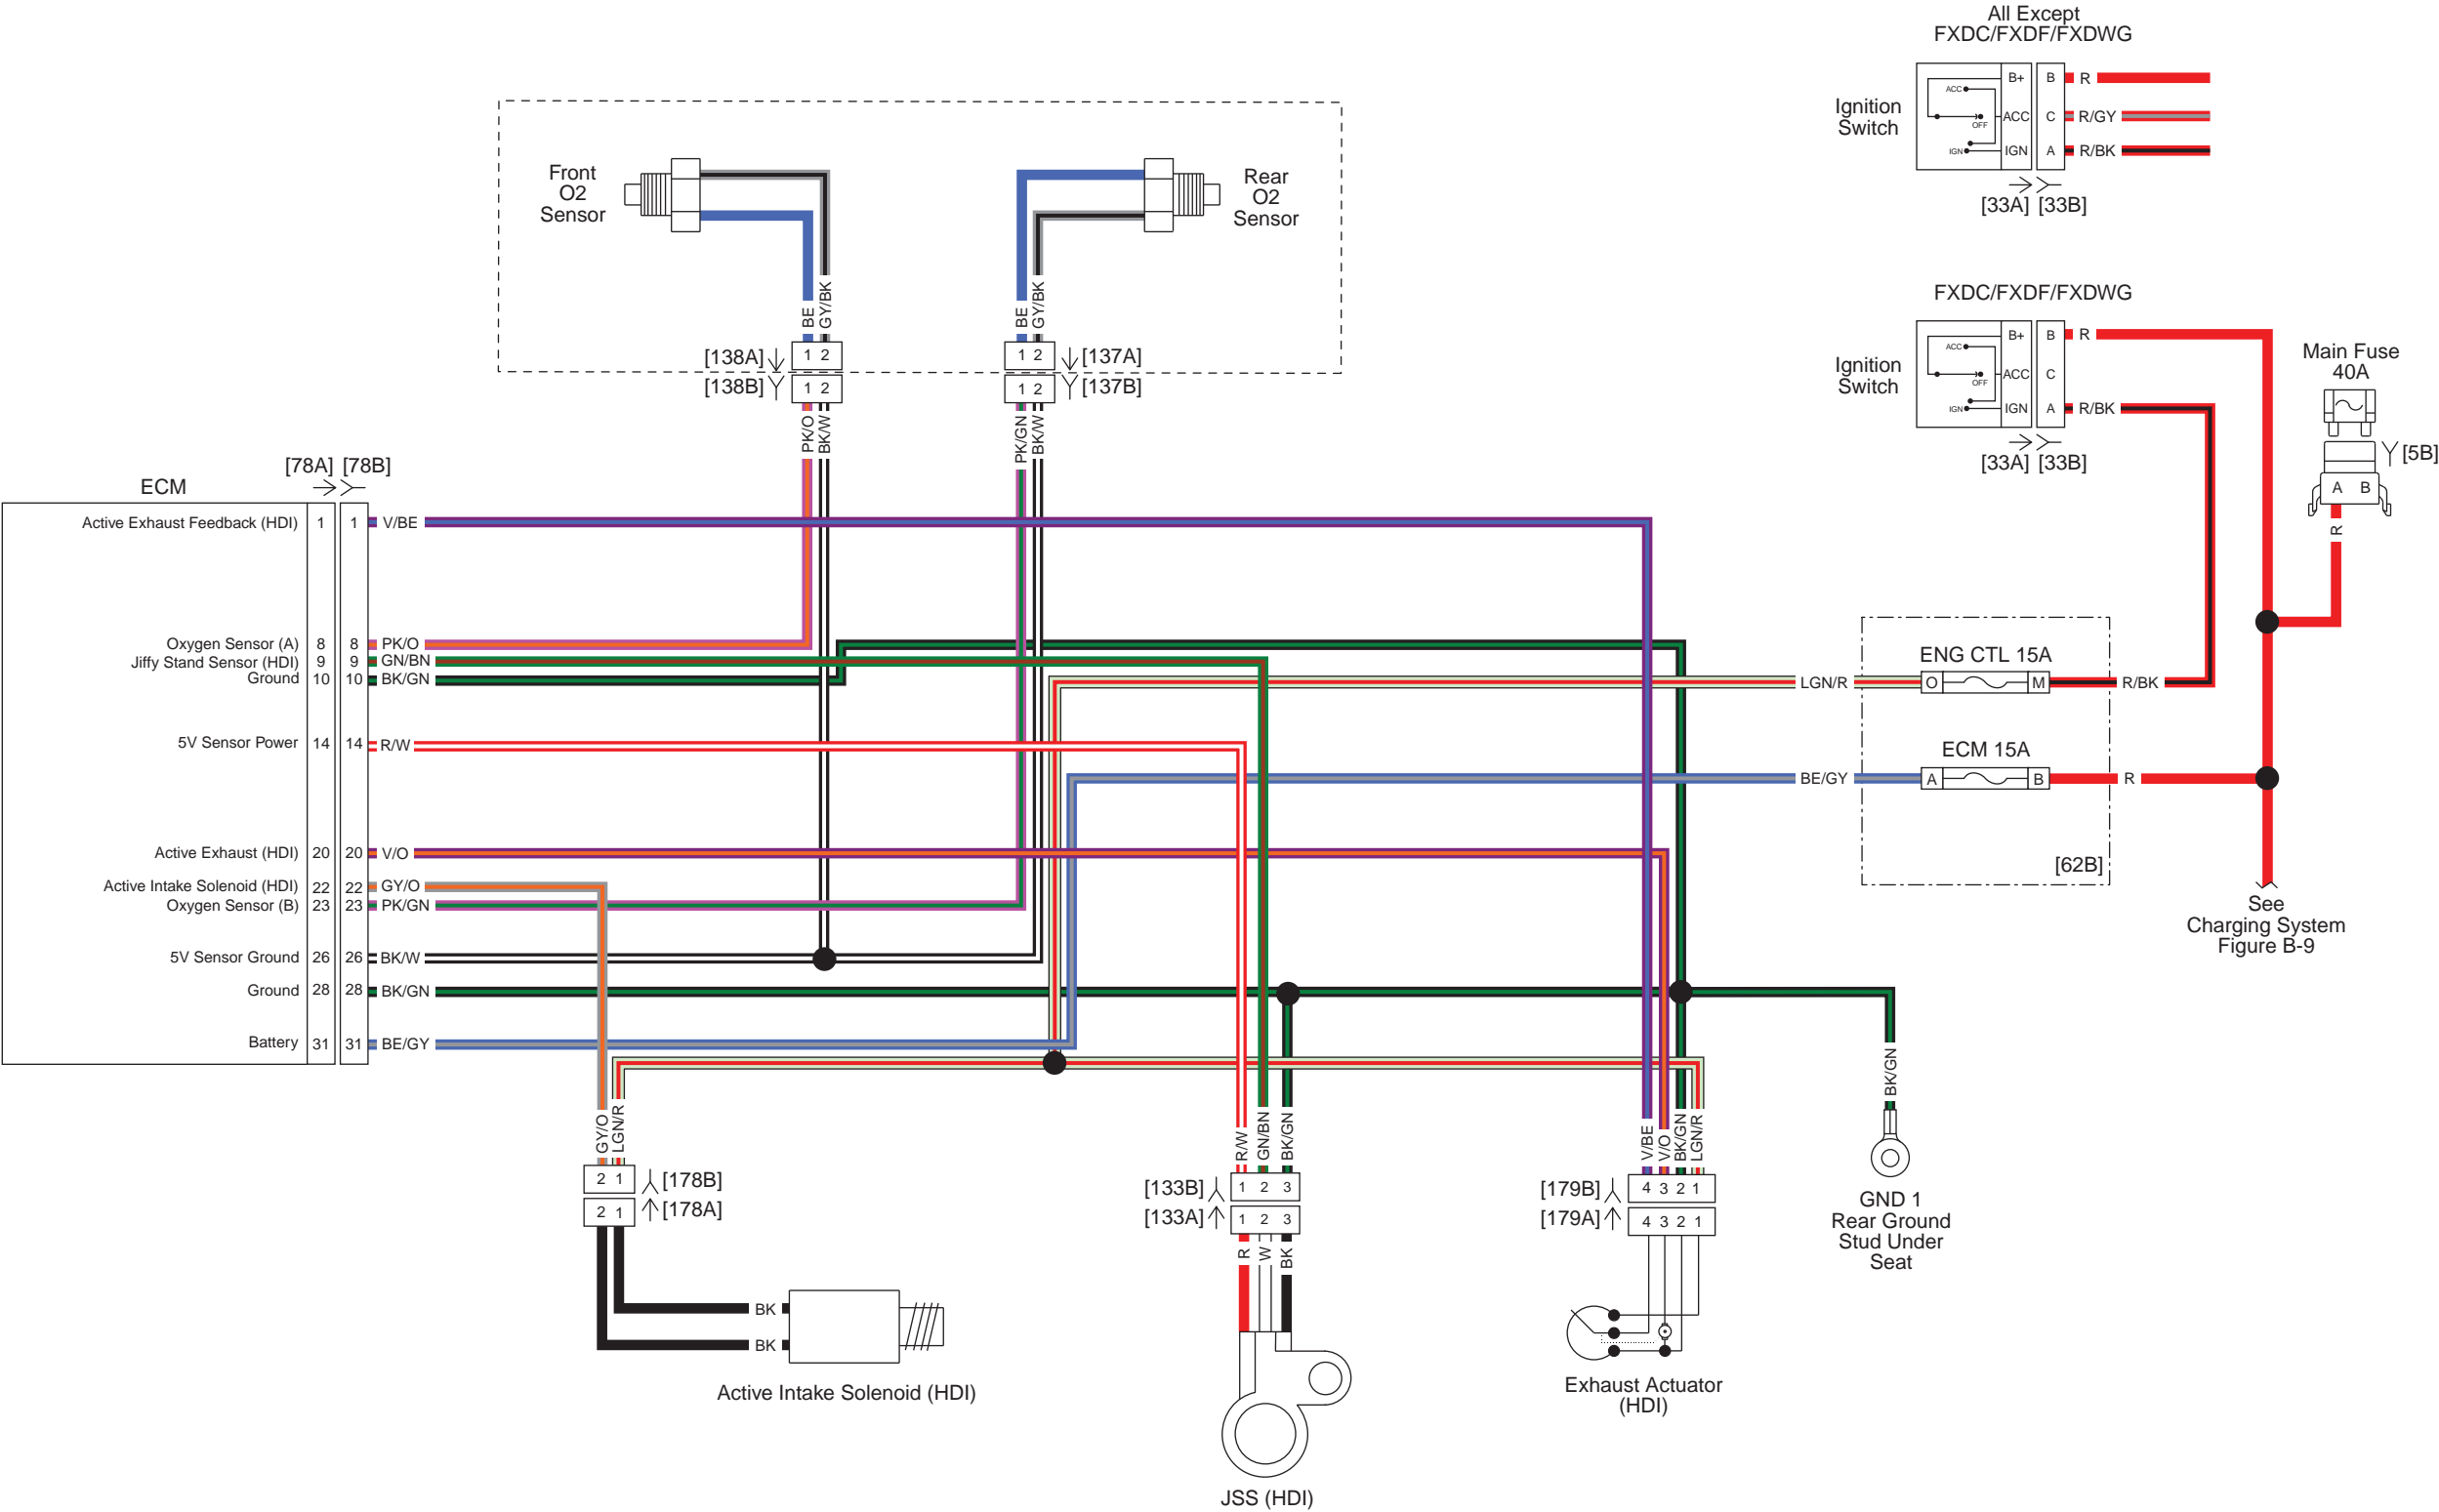 All Except
FXDC/FXDF/FXDWG
Ignition
Switch
B+
ACC
IGN
ACC
OFF
IGN
B
C
A
R
R/GY
R/BK
[33A] [33B]
Front
O2
Sensor
Rear
O2
Sensor
BE
GY/BK
BE
GY/BK
[138A]
1 2
1 2
[137A]
[138B]
1 2
1 2
[137B]
PK/O
BK/W
PK/GN
BK/W
FXDC/FXDF/FXDWG
Ignition
Switch
B+
ACC
IGN
ACC
OFF
IGN
B
C
A
R
R/BK
[33A] [33B]
Main Fuse
40A
[5B]
A B
R
[78A] [78B]
ECM
Active Exhaust Feedback (HDI) 1 1 V/BE
Oxygen Sensor (A) 8 8 PK/O
Jiffy Stand Sensor (HDI) 9 9 GN/BN
Ground 10 10 BK/GN
5V Sensor Power 14 14 R/W
Active Exhaust (HDI) 20 20 V/O
Active Intake Solenoid (HDI) 22 22 GY/O
Oxygen Sensor (B) 23 23 PK/GN
5V Sensor Ground 26 26 BK/W
Ground 28 28 BK/GN
Battery 31 31 BE/GY
ENG CTL 15A
LGN/R
O M
R/BK
ECM 15A
BE/GY
A B
R
[62B]
See
Charging System
Figure B-9
GY/O
LGN/R
2 1
[178B]
2 1
[178A]
BK
BK
Active Intake Solenoid (HDI)
R/W
GN/BN
BK/GN
[133B]
1 2 3
[133A]
1 2 3
R
W
BK
JSS (HDI)
V/BE
V/O
BK/GN
LGN/R
[179B]
4 3 2 1
[179A]
4 3 2 1
Exhaust Actuator
(HDI)
BK/GN
GND 1
Rear Ground
Stud Under
Seat